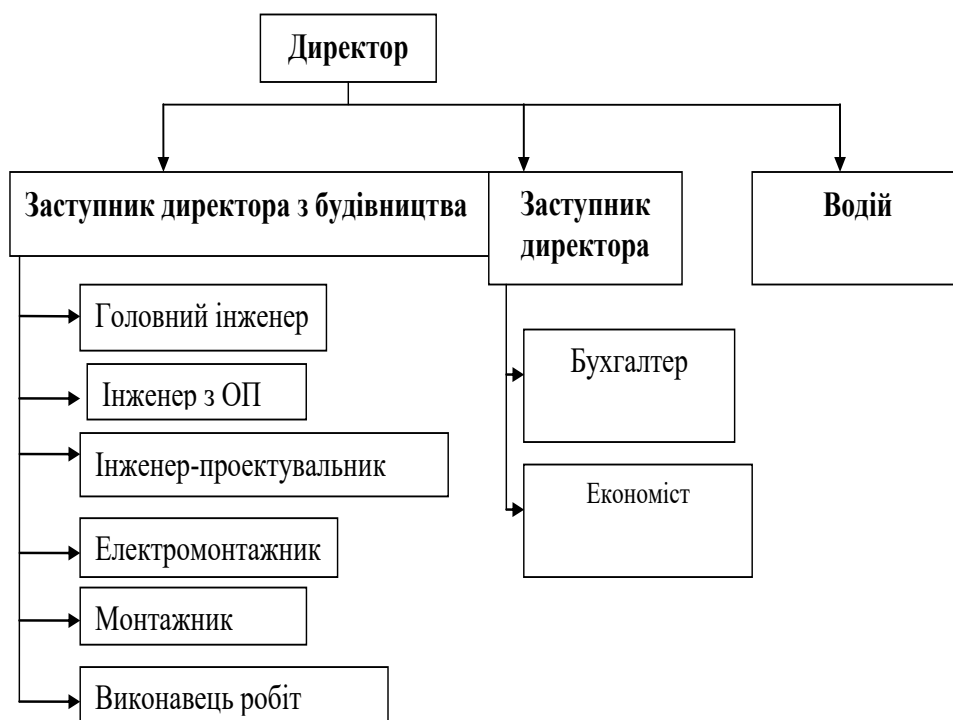 Директор
Заступник директора з будівництва
Заступник
директора
Водій
Головний інженер
Інженер з ОП
Інженер-проектувальник
Електромонтажник
Монтажник
Виконавець робіт
Бухгалтер
Економіст